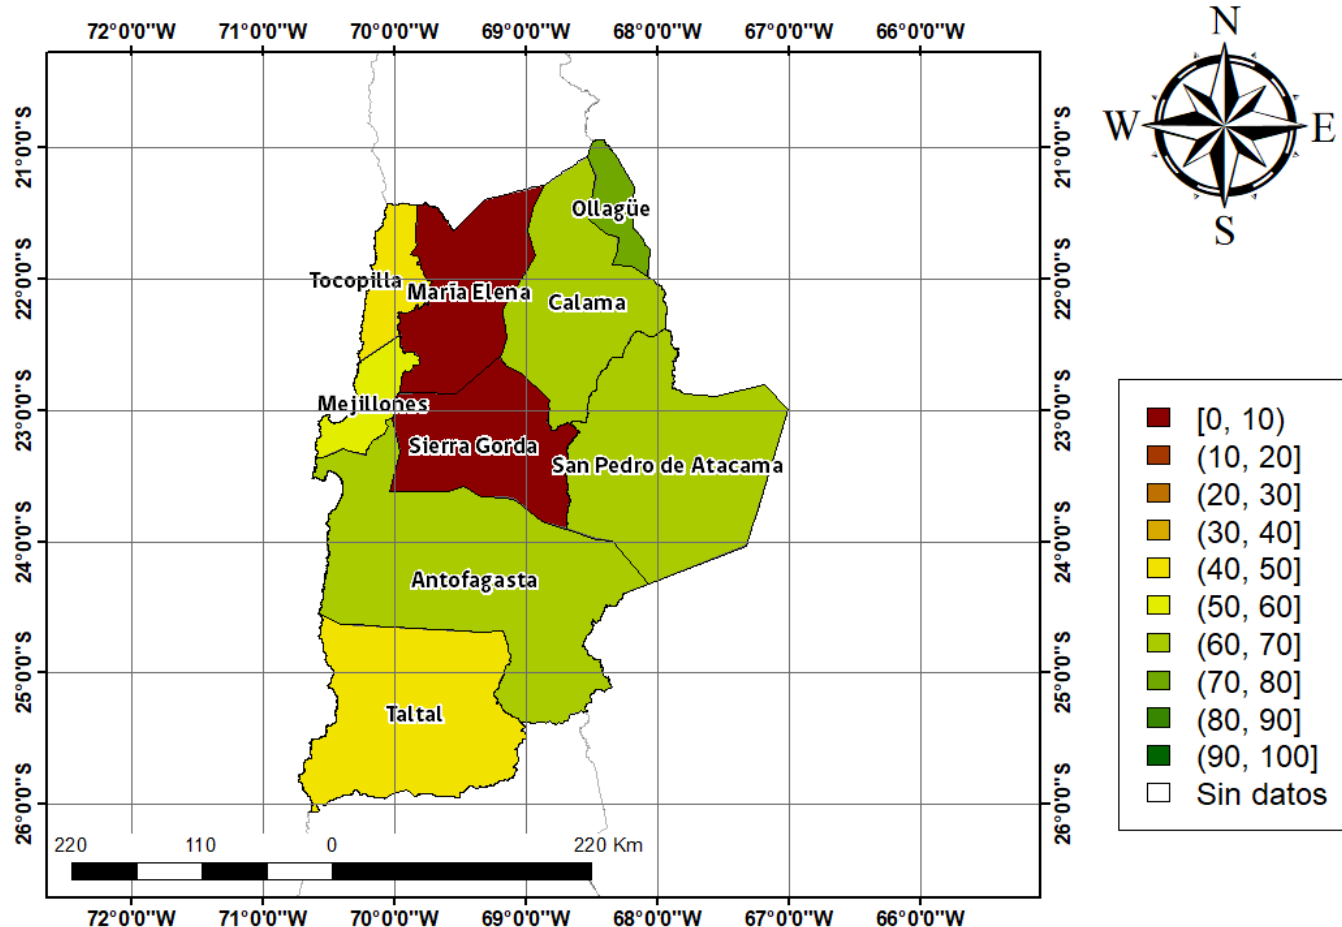 72°0'0"W 71°0'0"W 70°0'0"W 69°0'0"W 68°0'0"W 67°0'0"W 66°0'0"W
N
W E
S
21°0'0"S 21°0'0"S
22°0'0"S 22°0'0"S
23°0'0"S 23°0'0"S
24°0'0"S 24°0'0"S
25°0'0"S 25°0'0"S
26°0'0"S 26°0'0"S
Ollagüe
Tocopilla
María Elena
Calama
Mejillones
Sierra Gorda
San Pedro de Atacama
Antofagasta
Taltal
220 110 0 220 Km
72°0'0"W 71°0'0"W 70°0'0"W 69°0'0"W 68°0'0"W 67°0'0"W 66°0'0"W
[0, 10)
(10, 20]
(20, 30]
(30, 40]
(40, 50]
(50, 60]
(60, 70]
(70, 80]
(80, 90]
(90, 100]
Sin datos